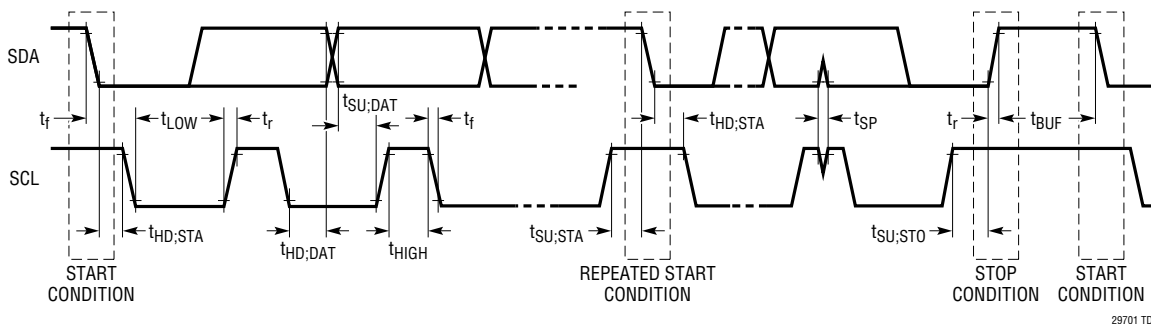 SDA
t_SU;DAT
t_f
t_LOW
t_r
t_f
t_HD;STA
t_SP
t_r
t_BUF
SCL
t_HD;STA
t_HD;DAT
t_HIGH
t_SU;STA
t_SU;STO
START
CONDITION
REPEATED START
CONDITION
STOP
CONDITION
START
CONDITION
29701 TD